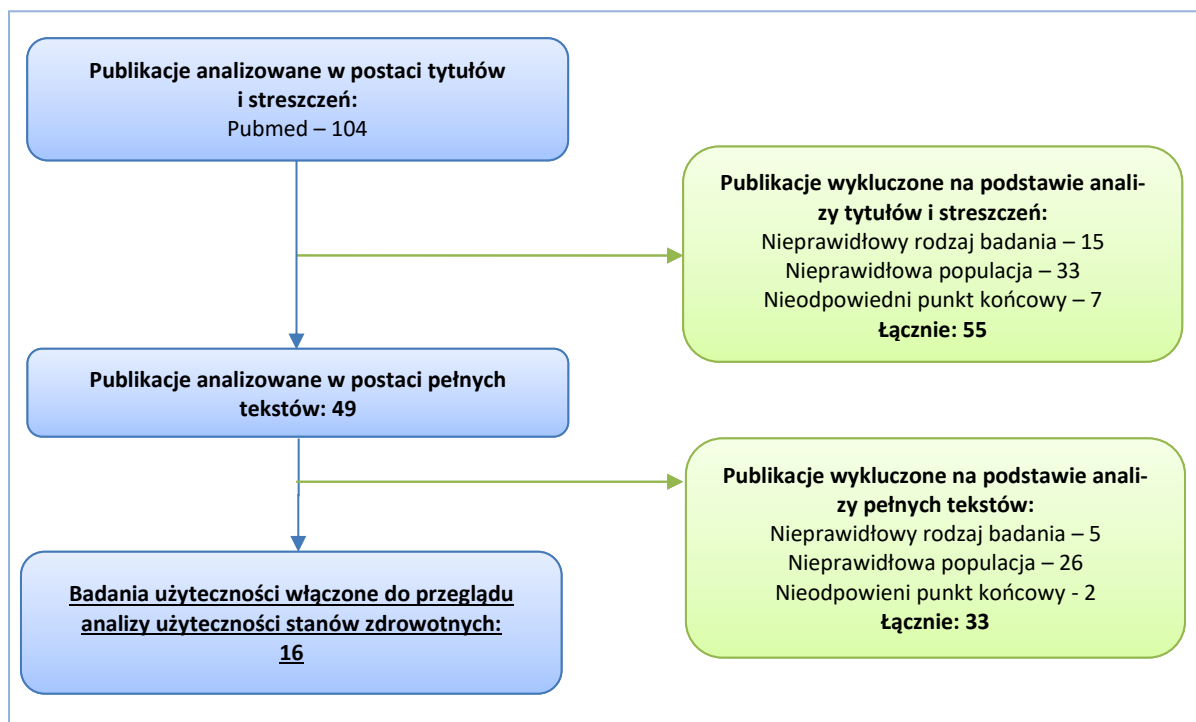 Publikacje analizowane w postaci tytułów
i streszczeń:
Pubmed – 104
Publikacje wykluczone na podstawie anali-
zy tytułów i streszczeń:
Nieprawidłowy rodzaj badania – 15
Nieprawidłowa populacja – 33
Nieodpowiedni punkt końcowy – 7
Łącznie: 55
Publikacje analizowane w postaci pełnych
tekstów: 49
Publikacje wykluczone na podstawie anali-
zy pełnych tekstów:
Nieprawidłowy rodzaj badania – 5
Nieprawidłowa populacja – 26
Nieodpowieni punkt końcowy - 2
Łącznie: 33
Badania użyteczności włączone do przeglądu
analizy użyteczności stanów zdrowotnych:
16